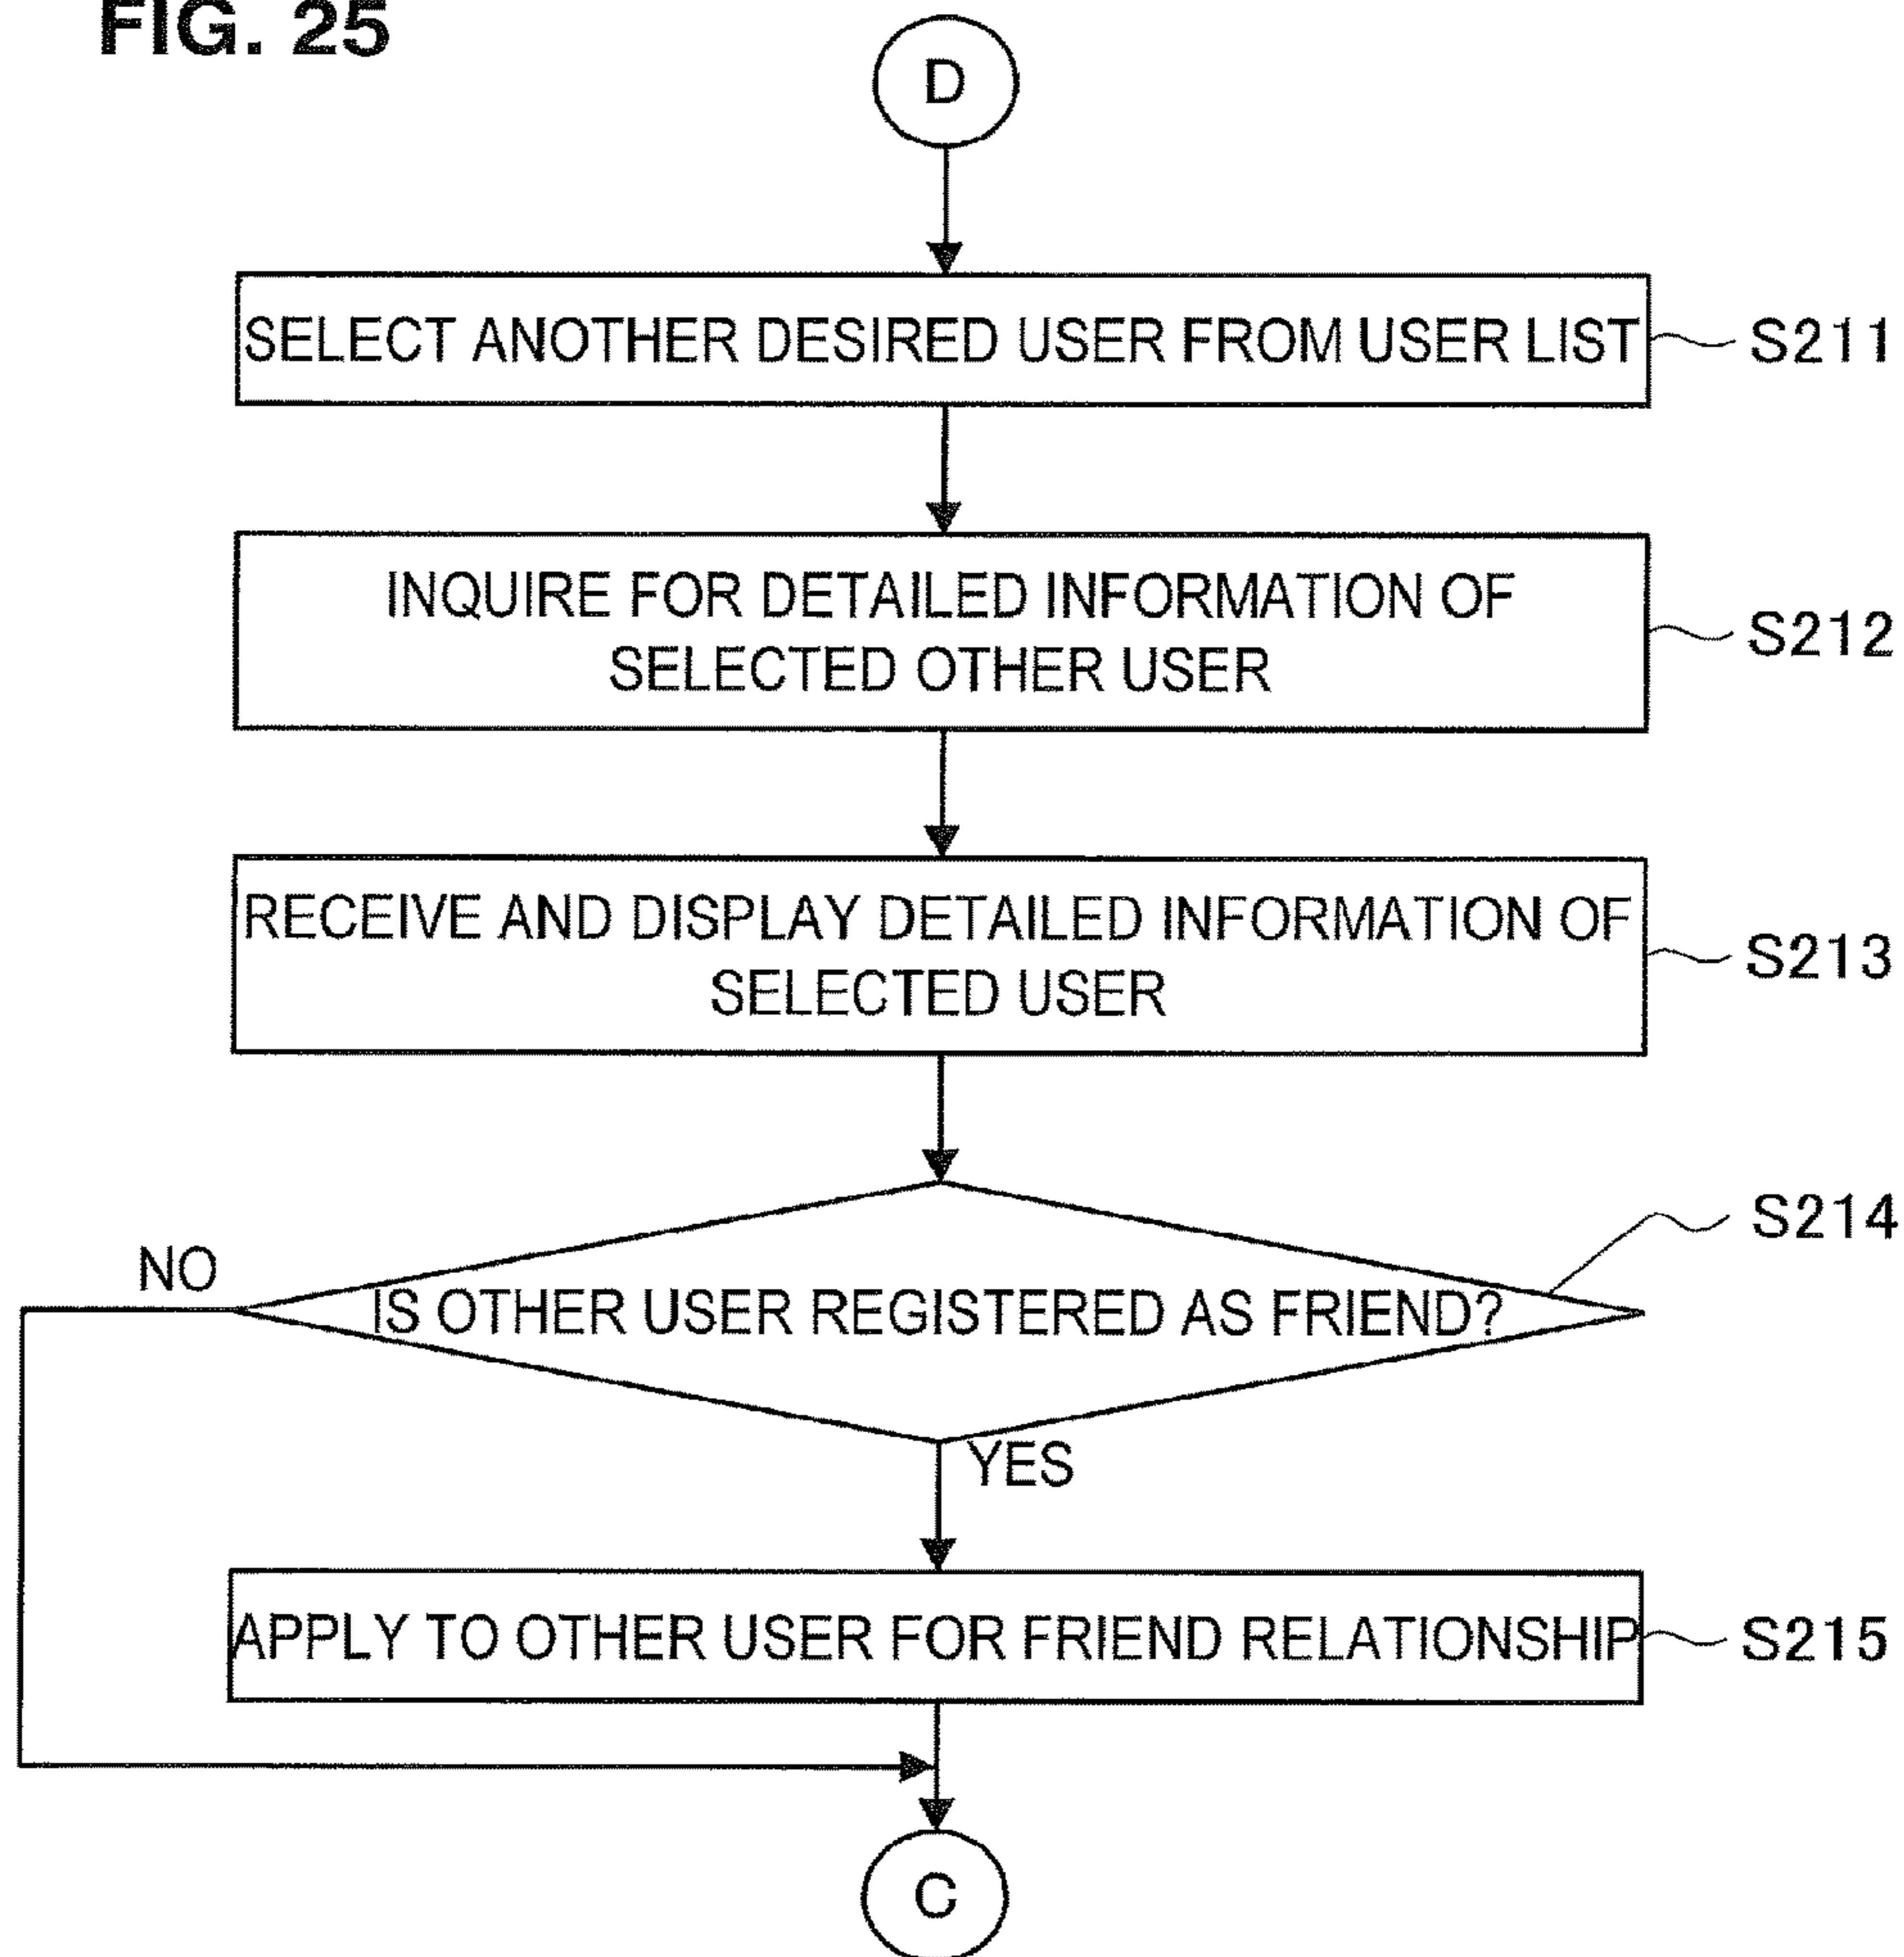 FIG. 25
D
SELECT ANOTHER DESIRED USER FROM USER LIST
S211
INQUIRE FOR DETAILED INFORMATION OF
SELECTED OTHER USER
S212
RECEIVE AND DISPLAY DETAILED INFORMATION OF
SELECTED USER
S213
S214
NO
IS OTHER USER REGISTERED AS FRIEND?
YES
APPLY TO OTHER USER FOR FRIEND RELATIONSHIP
S215
C